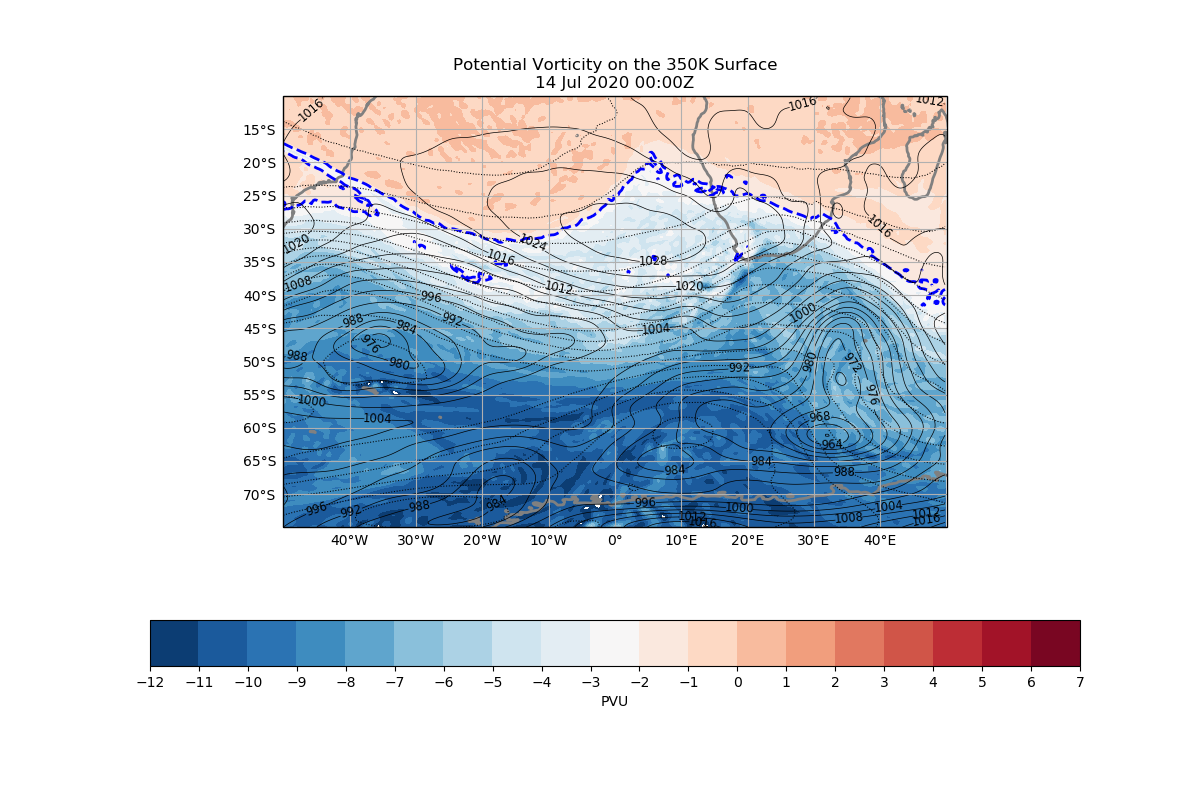 Potential Vorticity on the 350K Surface
14 Jul 2020 00:00Z
1016 1016 1012
15°S
20°S
25°S
30°S
35°S
40°S
45°S
50°S
55°S
60°S
65°S
70°S
1016
1024
1020
1016 1028
1008 1012 1020
996
1000
988 984 992 1004
976
988 980 992 980 972
976
1000
1004 968
964
984 984 988
996 992 988 984 996 1000 1004
1012 1008 1012
1016 1016
40°W 30°W 20°W 10°W 0° 10°E 20°E 30°E 40°E
−12 −11 −10 −9 −8 −7 −6 −5 −4 −3 −2 −1 0 1 2 3 4 5 6 7
PVU